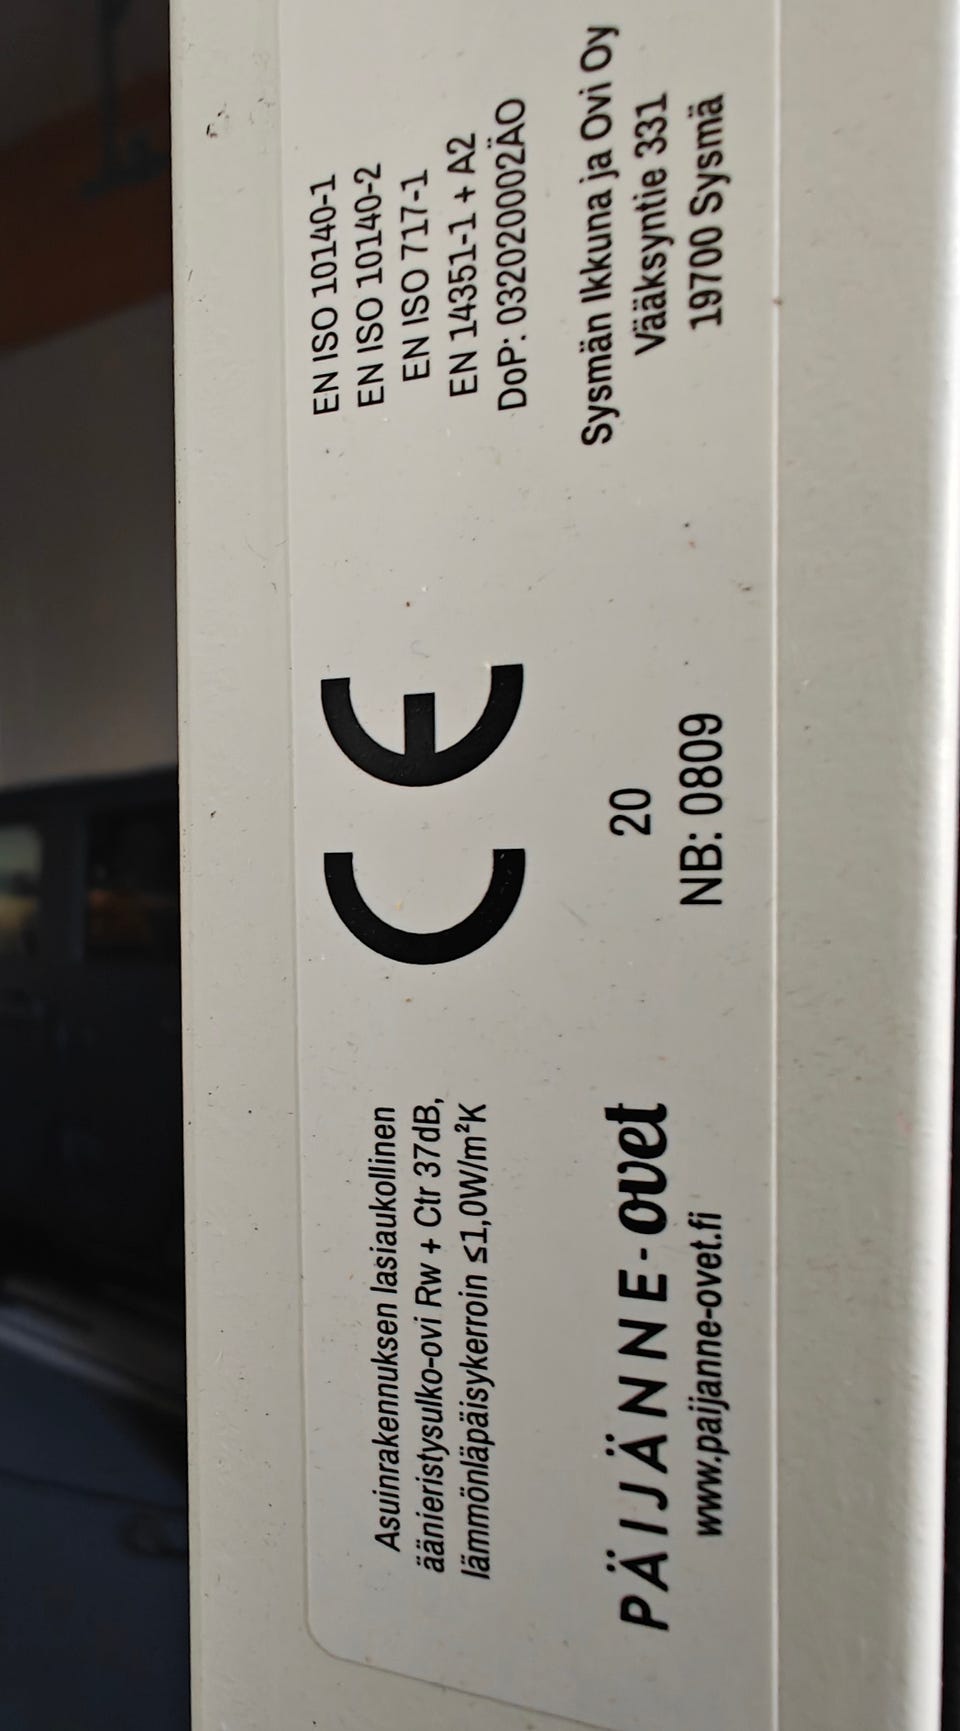 Asuinrakennuksen lasiaukollinen
äänieristysulko-ovi Rw + Ctr 37dB,
lämmönläpäisykerroin ≤1,0W/m²K
PÄIJÄNNE-ovet
www.paijanne-ovet.fi
CE
20
NB: 0809
EN ISO 10140-1
EN ISO 10140-2
EN ISO 717-1
EN 14351-1 + A2
DoP: 032020002ÄO
Sysmän Ikkuna ja Ovi Oy
Vääksyntie 331
19700 Sysmä